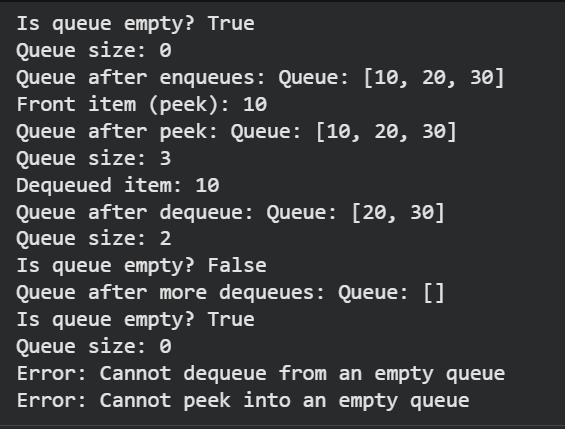 Is queue empty? True
Queue size: 0
Queue after enqueues: Queue: [10, 20, 30]
Front item (peek): 10
Queue after peek: Queue: [10, 20, 30]
Queue size: 3
Dequeued item: 10
Queue after dequeue: Queue: [20, 30]
Queue size: 2
Is queue empty? False
Queue after more dequeues: Queue: []
Is queue empty? True
Queue size: 0
Error: Cannot dequeue from an empty queue
Error: Cannot peek into an empty queue